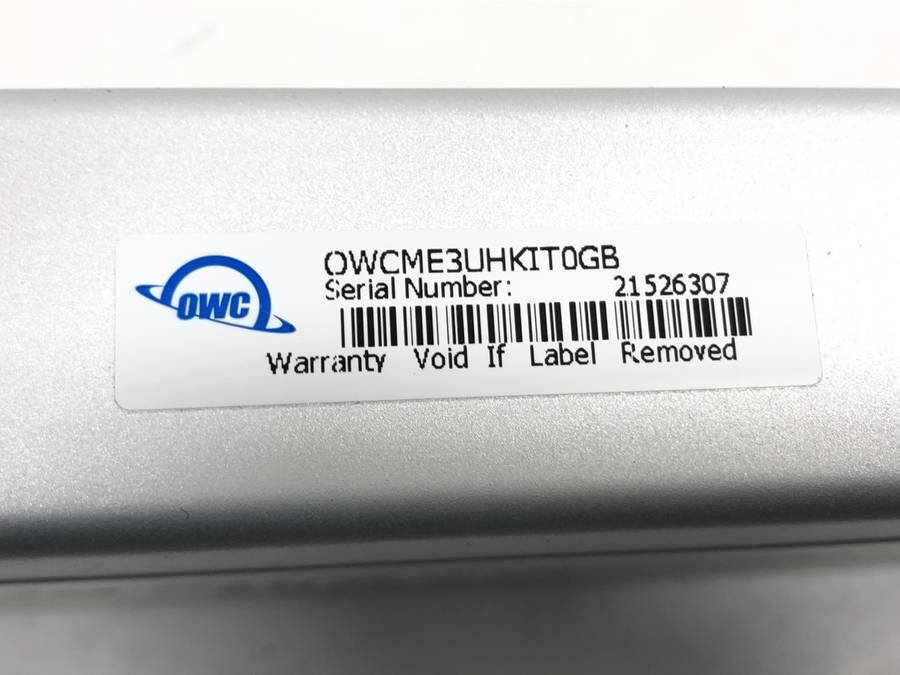 OWC
OWCME3UHKIT0GB
Serial Number: 21526307
Warranty Void If Label Removed